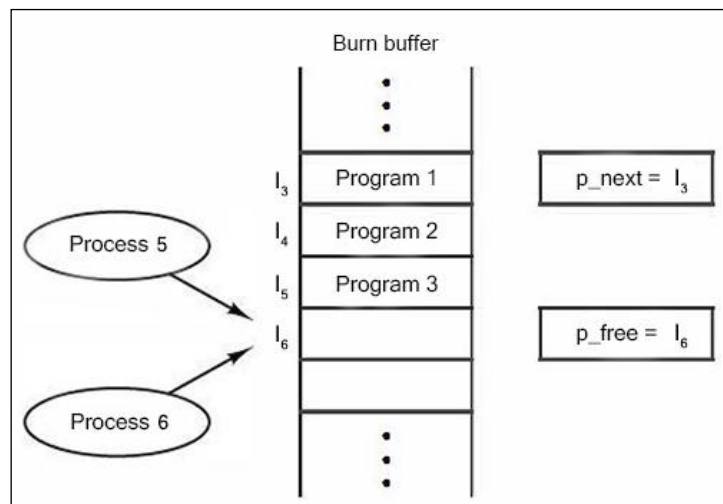 Burn buffer
I₃ Program 1 p_next = I₃
I₄ Program 2
Process 5
I₅ Program 3
I₆ p_free = I₆
Process 6